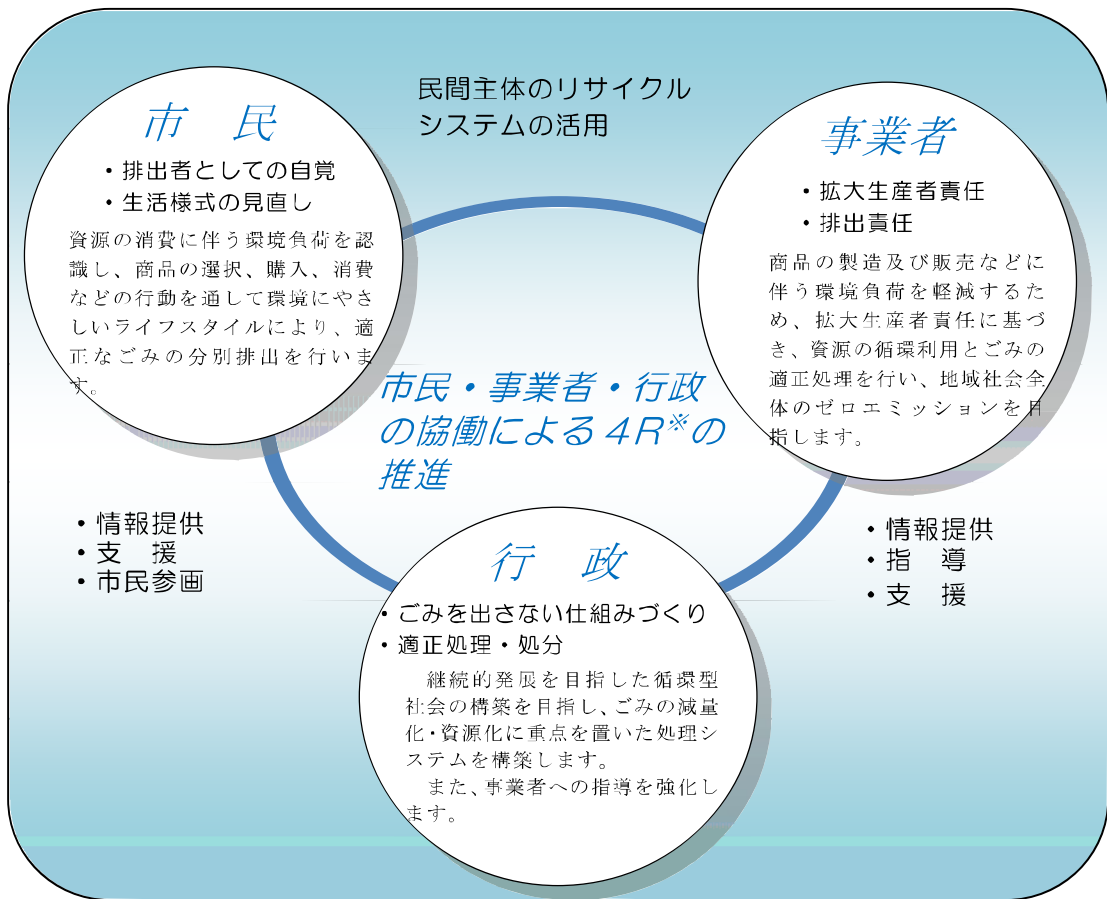 民間主体のリサイクル
システムの活用
市　民
・排出者としての自覚
・生活様式の見直し
資源の消費に伴う環境負荷を認
識し、商品の選択、購入、消費
などの行動を通して環境にやさ
しいライフスタイルにより、適
正なごみの分別排出を行いま
す。
事業者
・拡大生産者責任
・排出責任
商品の製造及び販売などに
伴う環境負荷を軽減するた
め、拡大生産者責任に基づ
き、資源の循環利用とごみの
適正処理を行い、地域社会全
体のゼロエミッションを目
指します。
市民・事業者・行政
の協働による4R※の
推進
・情報提供
・支　援
・市民参画
・情報提供
・指　導
・支　援
行　政
・ごみを出さない仕組みづくり
・適正処理・処分
　継続的発展を目指した循環型
社会の構築を目指し、ごみの減量
化・資源化に重点を置いた処理シ
ステムを構築します。
　また、事業者への指導を強化し
ます。